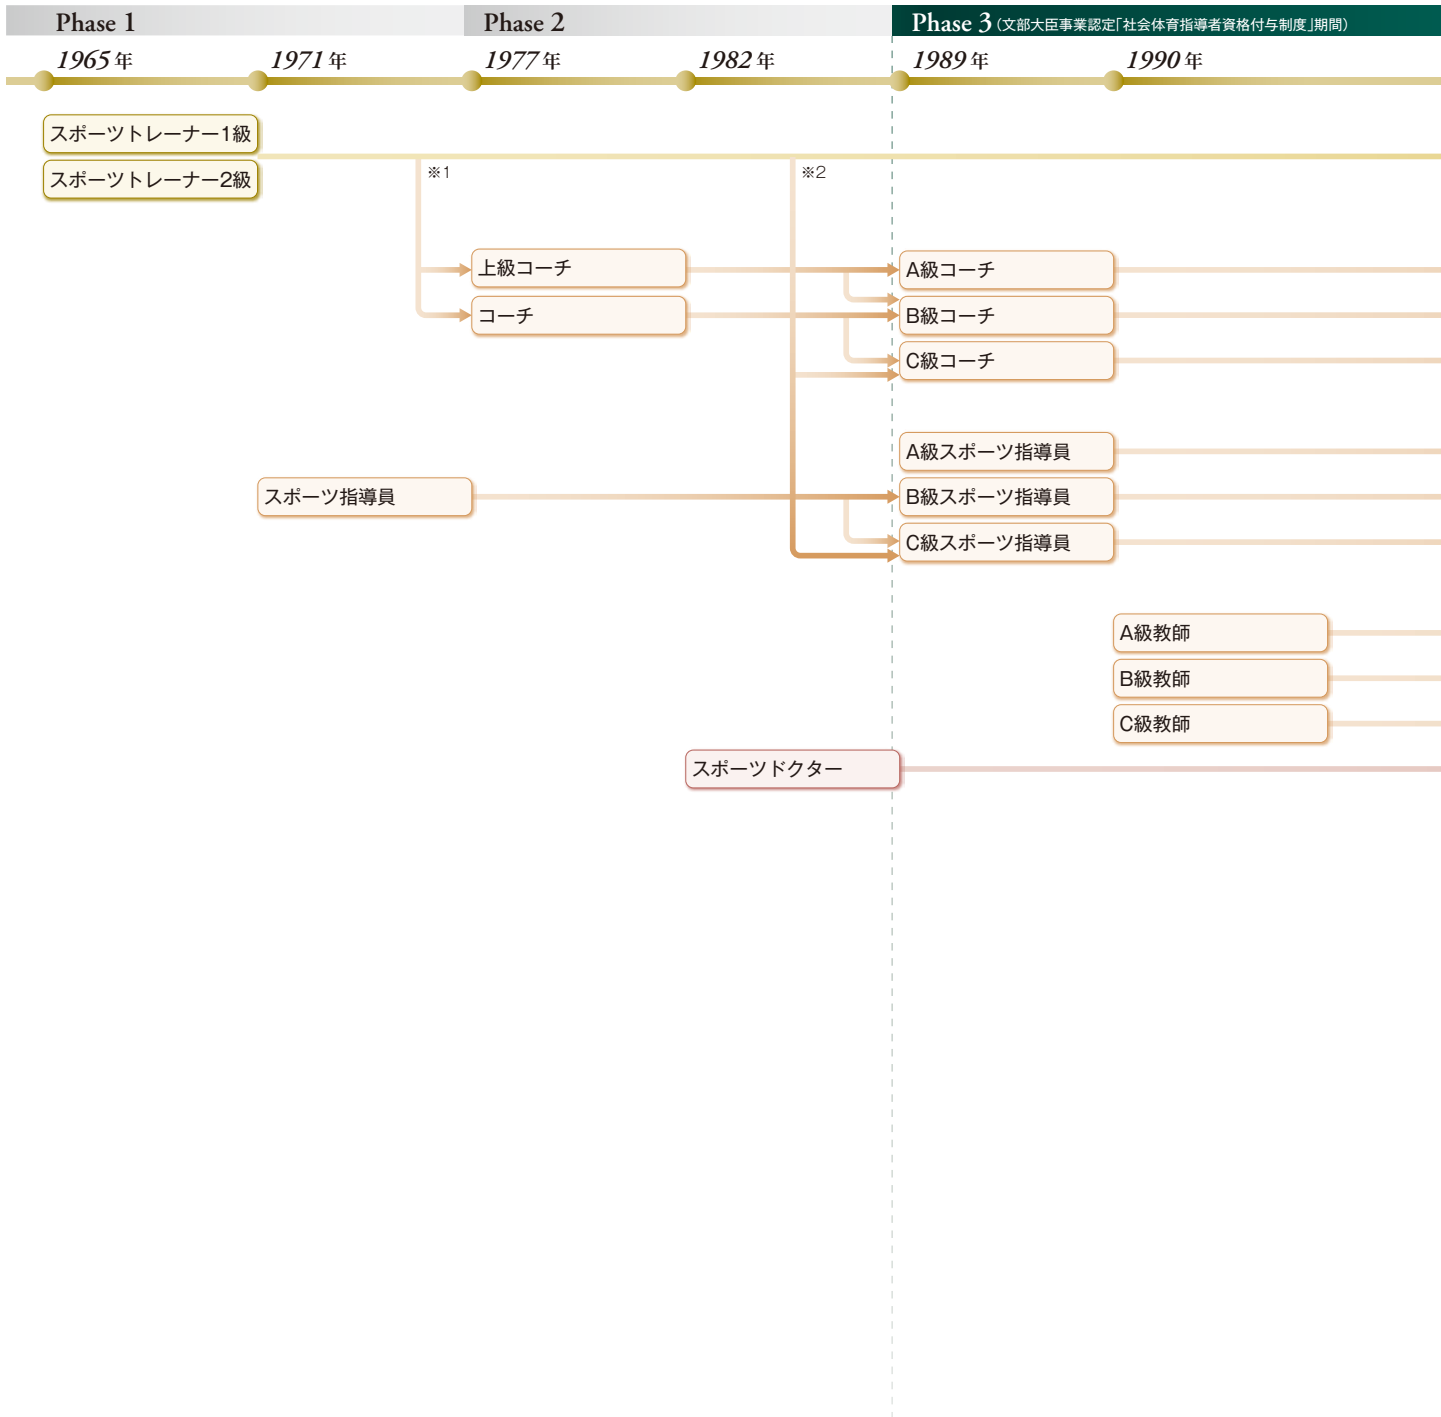 Phase 1
Phase 2
Phase 3 (文部大臣事業認定「社会体育指導者資格付与制度」期間)
1965年
1971年
1977年
1982年
1989年
1990年
スポーツトレーナー1級
スポーツトレーナー2級
※1
※2
上級コーチ
A級コーチ
コーチ
B級コーチ
C級コーチ
A級スポーツ指導員
スポーツ指導員
B級スポーツ指導員
C級スポーツ指導員
A級教師
B級教師
C級教師
スポーツドクター